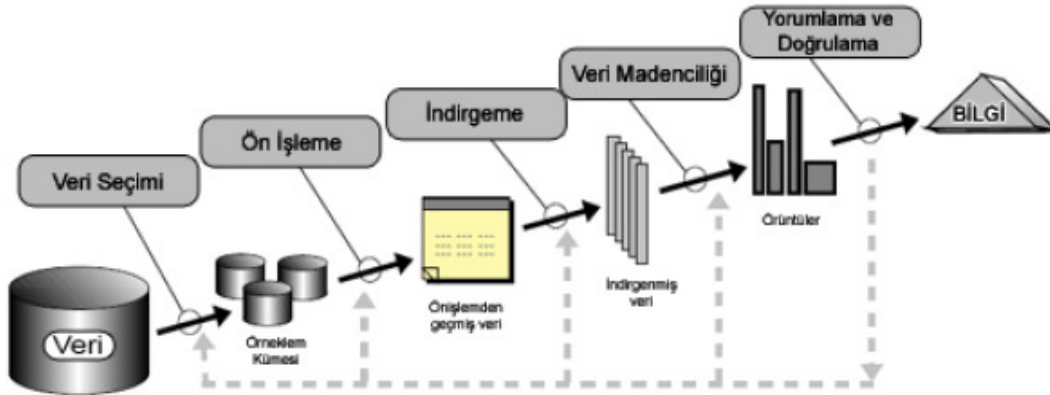 Yorumlama ve
Doğrulama
Veri Madenciliği
İndirgeme
Ön İşleme
Veri Seçimi
BİLGİ
Örüntüler
İndirgenmiş
veri
Önişlemden
geçmiş veri
Örneklem
Kümesi
Veri